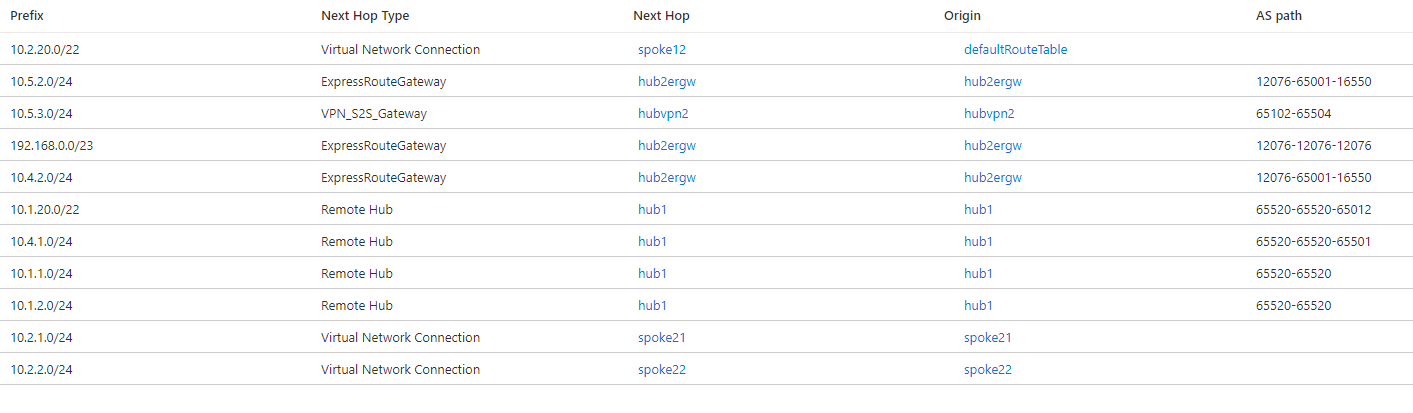 Prefix Next Hop Type Next Hop Origin AS path
10.2.20.0/22 Virtual Network Connection spoke12 defaultRouteTable
10.5.2.0/24 ExpressRouteGateway hub2ergw hub2ergw 12076-65001-16550
10.5.3.0/24 VPN_S2S_Gateway hubvpn2 hubvpn2 65102-65504
192.168.0.0/23 ExpressRouteGateway hub2ergw hub2ergw 12076-12076-12076
10.4.2.0/24 ExpressRouteGateway hub2ergw hub2ergw 12076-65001-16550
10.1.20.0/22 Remote Hub hub1 hub1 65520-65520-65012
10.4.1.0/24 Remote Hub hub1 hub1 65520-65520-65501
10.1.1.0/24 Remote Hub hub1 hub1 65520-65520
10.1.2.0/24 Remote Hub hub1 hub1 65520-65520
10.2.1.0/24 Virtual Network Connection spoke21 spoke21
10.2.2.0/24 Virtual Network Connection spoke22 spoke22